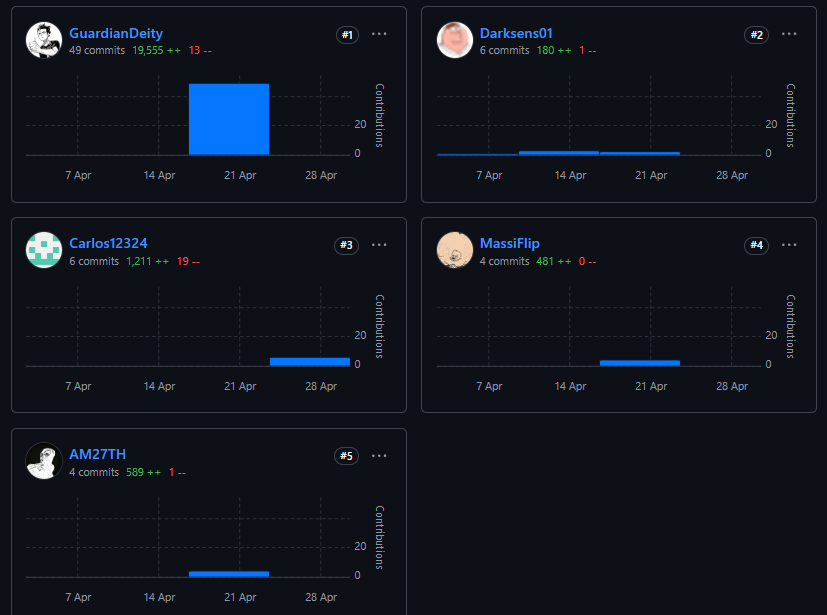 GuardianDeity #1 ...
49 commits 19,555 ++ 13 --
Contributions
20
0
7 Apr 14 Apr 21 Apr 28 Apr
Darksens01 #2 ...
6 commits 180 ++ 1 --
Contributions
20
0
7 Apr 14 Apr 21 Apr 28 Apr
Carlos12324 #3 ...
6 commits 1,211 ++ 19 --
Contributions
20
0
7 Apr 14 Apr 21 Apr 28 Apr
MassiFlip #4 ...
4 commits 481 ++ 0 --
Contributions
20
0
7 Apr 14 Apr 21 Apr 28 Apr
AM27TH #5 ...
4 commits 589 ++ 1 --
Contributions
20
0
7 Apr 14 Apr 21 Apr 28 Apr